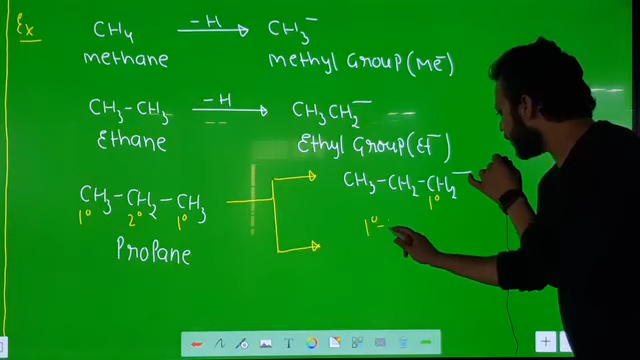 Ex
CH₄ —H→ CH₃⁻
methane methyl Group (Me⁻)
CH₃-CH₃ —H→ CH₃CH₂⁻
Ethane Ethyl Group (Et⁻)
CH₃-CH₂-CH₃ CH₃-CH₂-CH₂⁻
1° 2° 1° 1°
1°-
Propane
T